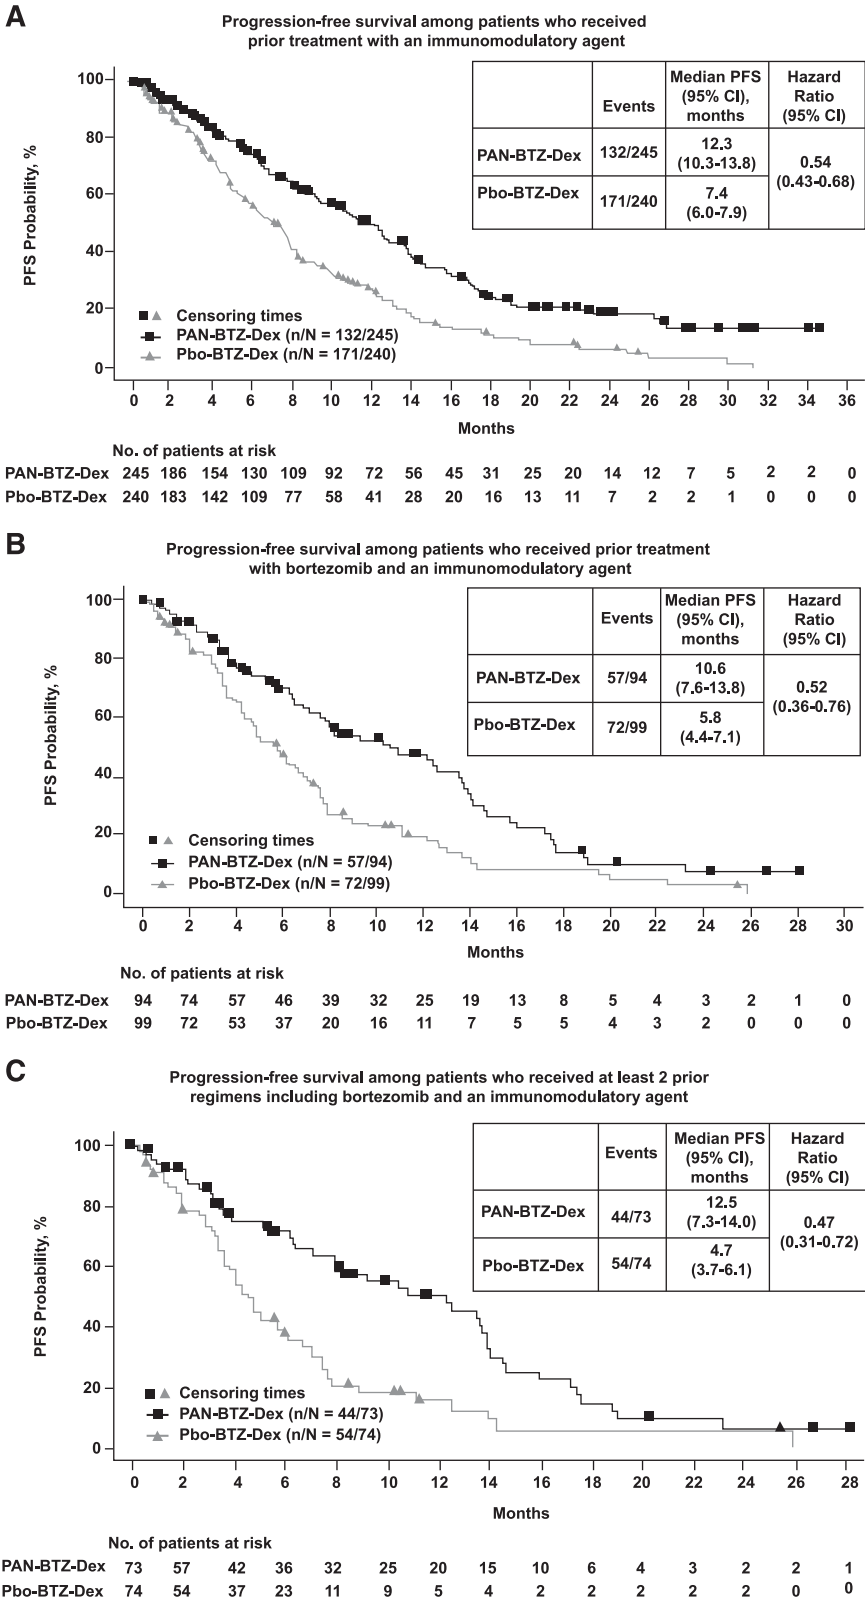 A
Progression-free survival among patients who received
prior treatment with an immunomodulatory agent
PFS Probability, %
100
80
60
40
20
0
Events
Median PFS
(95% CI),
months
Hazard
Ratio
(95% CI)
PAN-BTZ-Dex
132/245
12.3
(10.3-13.8)
0.54
(0.43-0.68)
Pbo-BTZ-Dex
171/240
7.4
(6.0-7.9)
Censoring times
PAN-BTZ-Dex (n/N = 132/245)
Pbo-BTZ-Dex (n/N = 171/240)
0 2 4 6 8 10 12 14 16 18 20 22 24 26 28 30 32 34 36
Months
No. of patients at risk
PAN-BTZ-Dex 245 186 154 130 109 92 72 56 45 31 25 20 14 12 7 5 2 2 0
Pbo-BTZ-Dex 240 183 142 109 77 58 41 28 20 16 13 11 7 2 2 1 0 0 0
B
Progression-free survival among patients who received prior treatment
with bortezomib and an immunomodulatory agent
PFS Probability, %
100
80
60
40
20
0
Events
Median PFS
(95% CI),
months
Hazard
Ratio
(95% CI)
PAN-BTZ-Dex
57/94
10.6
(7.6-13.8)
0.52
(0.36-0.76)
Pbo-BTZ-Dex
72/99
5.8
(4.4-7.1)
Censoring times
PAN-BTZ-Dex (n/N = 57/94)
Pbo-BTZ-Dex (n/N = 72/99)
0 2 4 6 8 10 12 14 16 18 20 22 24 26 28 30
Months
No. of patients at risk
PAN-BTZ-Dex 94 74 57 46 39 32 25 19 13 8 5 4 3 2 1 0
Pbo-BTZ-Dex 99 72 53 37 20 16 11 7 5 5 4 3 2 0 0 0
C
Progression-free survival among patients who received at least 2 prior
regimens including bortezomib and an immunomodulatory agent
PFS Probability, %
100
80
60
40
20
0
Events
Median PFS
(95% CI),
months
Hazard
Ratio
(95% CI)
PAN-BTZ-Dex
44/73
12.5
(7.3-14.0)
0.47
(0.31-0.72)
Pbo-BTZ-Dex
54/74
4.7
(3.7-6.1)
Censoring times
PAN-BTZ-Dex (n/N = 44/73)
Pbo-BTZ-Dex (n/N = 54/74)
0 2 4 6 8 10 12 14 16 18 20 22 24 26 28
Months
No. of patients at risk
PAN-BTZ-Dex 73 57 42 36 32 25 20 15 10 6 4 3 2 2 1
Pbo-BTZ-Dex 74 54 37 23 11 9 5 4 2 2 2 2 2 0 0